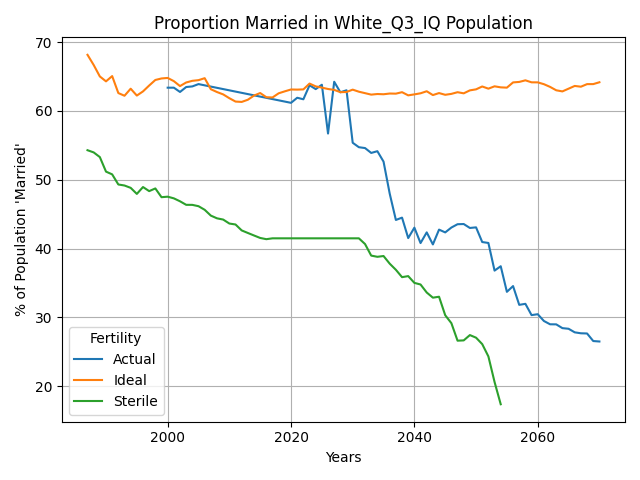 Proportion Married in White_Q3_IQ Population
% of Population 'Married'
70
60
50
40
30
20
Fertility
Actual
Ideal
Sterile
2000
2020
2040
2060
Years